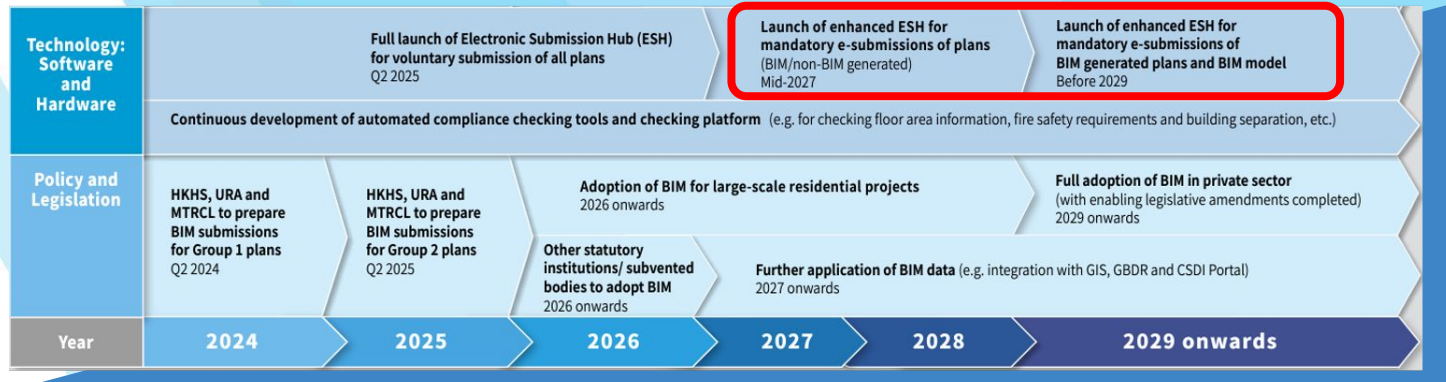 Technology:
Software
and
Hardware
Full launch of Electronic Submission Hub (ESH)
for voluntary submission of all plans
Q2 2025
Launch of enhanced ESH for
mandatory e-submissions of plans
(BIM/non-BIM generated)
Mid-2027
Launch of enhanced ESH for
mandatory e-submissions of
BIM generated plans and BIM model
Before 2029
Continuous development of automated compliance checking tools and checking platform (e.g. for checking floor area information, fire safety requirements and building separation, etc.)
Policy and
Legislation
HKHS, URA and
MTRCL to prepare
BIM submissions
for Group 1 plans
Q2 2024
HKHS, URA and
MTRCL to prepare
BIM submissions
for Group 2 plans
Q2 2025
Adoption of BIM for large-scale residential projects
2026 onwards
Full adoption of BIM in private sector
(with enabling legislative amendments completed)
2029 onwards
Other statutory
institutions/ subvented
bodies to adopt BIM
2026 onwards
Further application of BIM data (e.g. integration with GIS, GBDR and CSDI Portal)
2027 onwards
Year
2024
2025
2026
2027
2028
2029 onwards